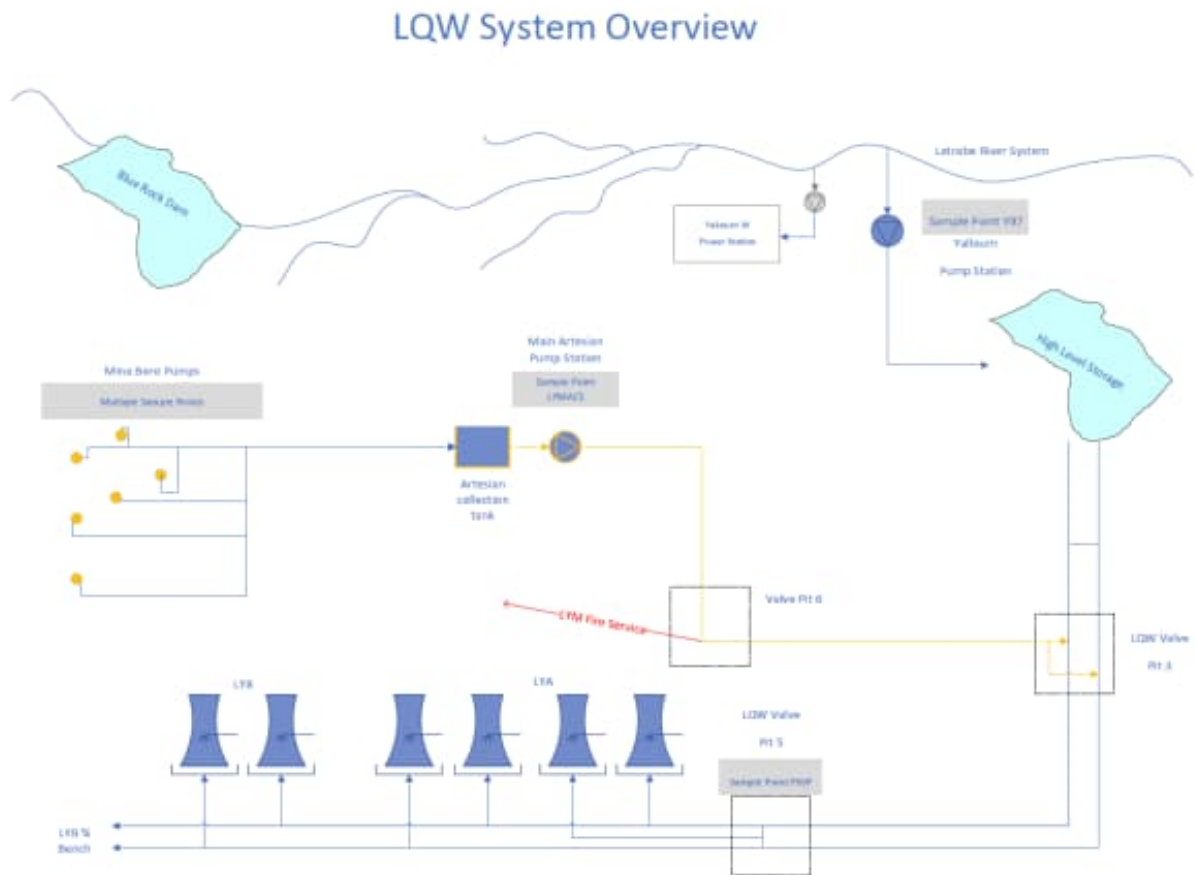 LQW System Overview
Blue Rock Dam
Latrobe River System
Yallourn W
Power Station
Sample Point
Yallourn
Pump Station
High Level Storage
Main Artesian
Pump Station
Sample Point
Mine Bore Pumps
Multiple Sample Points
Artesian
collection
tank
Valve Pit 6
LYM Fire Service
LQW Valve
Pit
LYB
LYA
LQW Valve
Pit 5
Sample Point
Bench